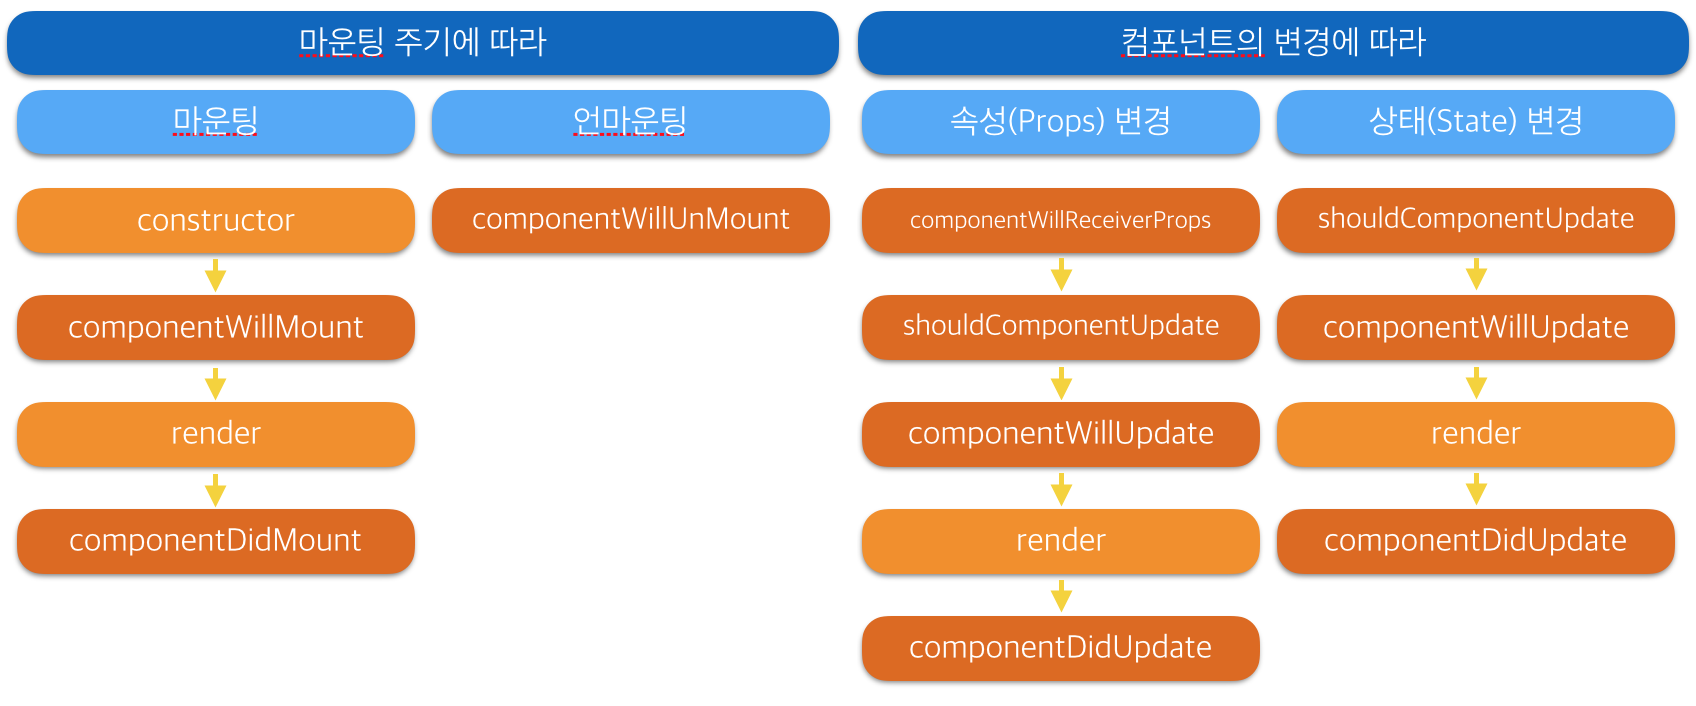 마운팅 주기에 따라
컴포넌트의 변경에 따라
마운팅
언마운팅
속성(Props) 변경
상태(State) 변경
constructor
componentWillMount
render
componentDidMount
componentWillUnMount
componentWillReceiverProps
shouldComponentUpdate
componentWillUpdate
render
componentDidUpdate
shouldComponentUpdate
componentWillUpdate
render
componentDidUpdate